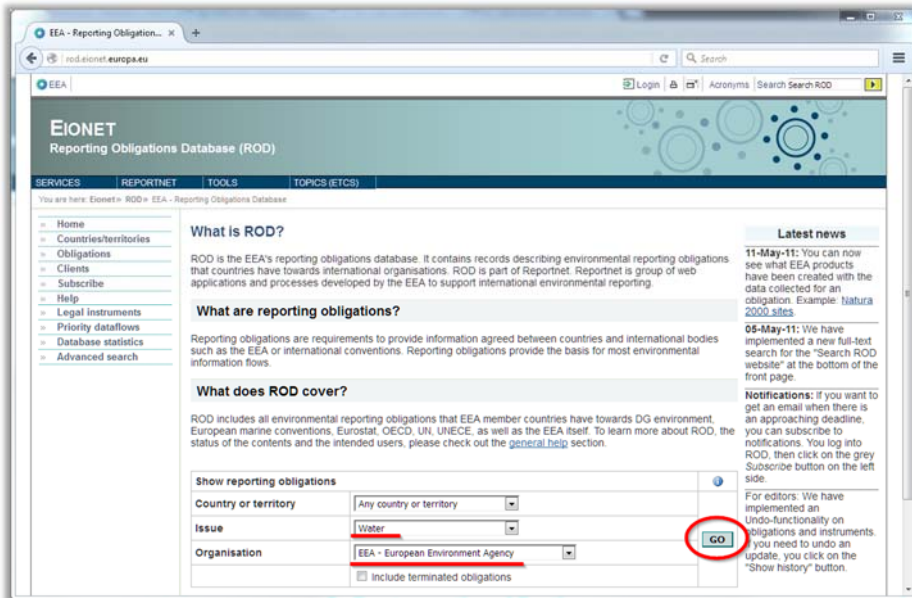 EEA - Reporting Obligation... × +
rod.eionet.europa.eu
Search
EEA
Login
Acronyms
Search
Search ROD
EIONET
Reporting Obligations Database (ROD)
SERVICES REPORTNET TOOLS TOPICS (ETCS)
You are here: Eionet » ROD » EEA - Reporting Obligations Database
» Home
» Countries/territories
» Obligations
» Clients
» Subscribe
» Help
» Legal instruments
» Priority dataflows
» Database statistics
» Advanced search
What is ROD?
ROD is the EEA's reporting obligations database. It contains records describing environmental reporting obligations
that countries have towards international organisations. ROD is part of Reportnet. Reportnet is group of web
applications and processes developed by the EEA to support international environmental reporting.
What are reporting obligations?
Reporting obligations are requirements to provide information agreed between countries and international bodies
such as the EEA or international conventions. Reporting obligations provide the basis for most environmental
information flows.
What does ROD cover?
ROD includes all environmental reporting obligations that EEA member countries have towards DG environment,
European marine conventions, Eurostat, OECD, UN, UNECE, as well as the EEA itself. To learn more about ROD, the
status of the contents and the intended users, please check out the general help section.
Show reporting obligations
Country or territory Any country or territory
Issue Water
Organisation EEA - European Environment Agency
Include terminated obligations
GO
Latest news
11-May-11: You can now
see what EEA products
have been created with the
data collected for an
obligation. Example: Natura
2000 sites.
05-May-11: We have
implemented a new full-text
search for the "Search ROD
website" at the bottom of the
front page.
Notifications: If you want to
get an email when there is
an approaching deadline,
you can subscribe to
notifications. You log into
ROD, then click on the grey
Subscribe button on the left
side.
For editors: We have
implemented an
Undo-functionality on
obligations and instruments.
If you need to undo an
update, you click on the
"Show history" button.